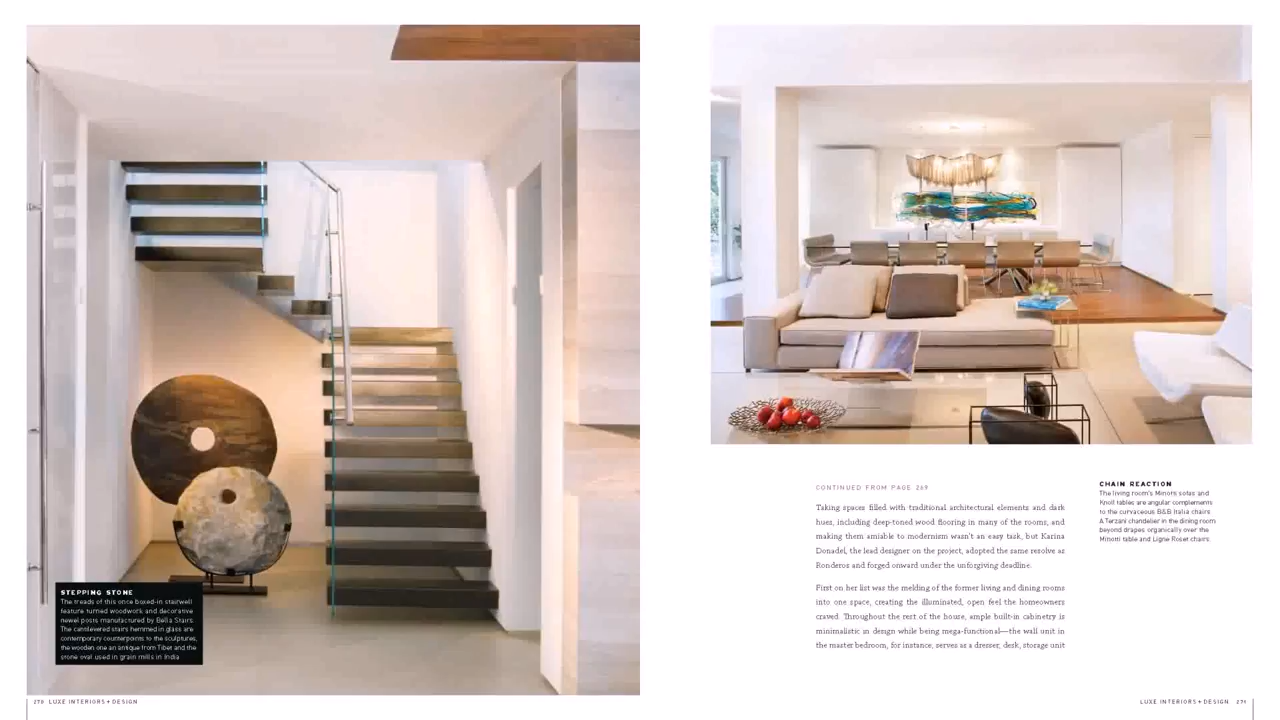 STEPPING STONE
The treads of this once boxed-in stairwell
feature turned woodwork and decorative
newel posts manufactured by Bella Stairs.
The cantilevered stairs hemmed in glass are
contemporary counterpoints to the sculptures,
the wooden one an antique from Tibet and the
stone oval used in grain mills in India.
270 LUXE INTERIORS + DESIGN
CONTINUED FROM PAGE 269
Taking spaces filled with traditional architectural elements and dark
hues, including deep-toned wood flooring in many of the rooms, and
making them amiable to modernism wasn't an easy task, but Karina
Donadel, the lead designer on the project, adopted the same resolve as
Ronderos and forged onward under the unforgiving deadline.
First on her list was the melding of the former living and dining rooms
into one space, creating the illuminated, open feel the homeowners
craved. Throughout the rest of the house, ample built-in cabinetry is
minimalistic in design while being mega-functional—the wall unit in
the master bedroom, for instance, serves as a dresser, desk, storage unit
CHAIN REACTION
The living room's Minotti sofas and
Knoll tables are angular complements
to the curvaceous B&B Italia chairs.
A Terzani chandelier in the dining room
beyond drapes organically over the
Minotti table and Ligne Roset chairs.
LUXE INTERIORS + DESIGN 271